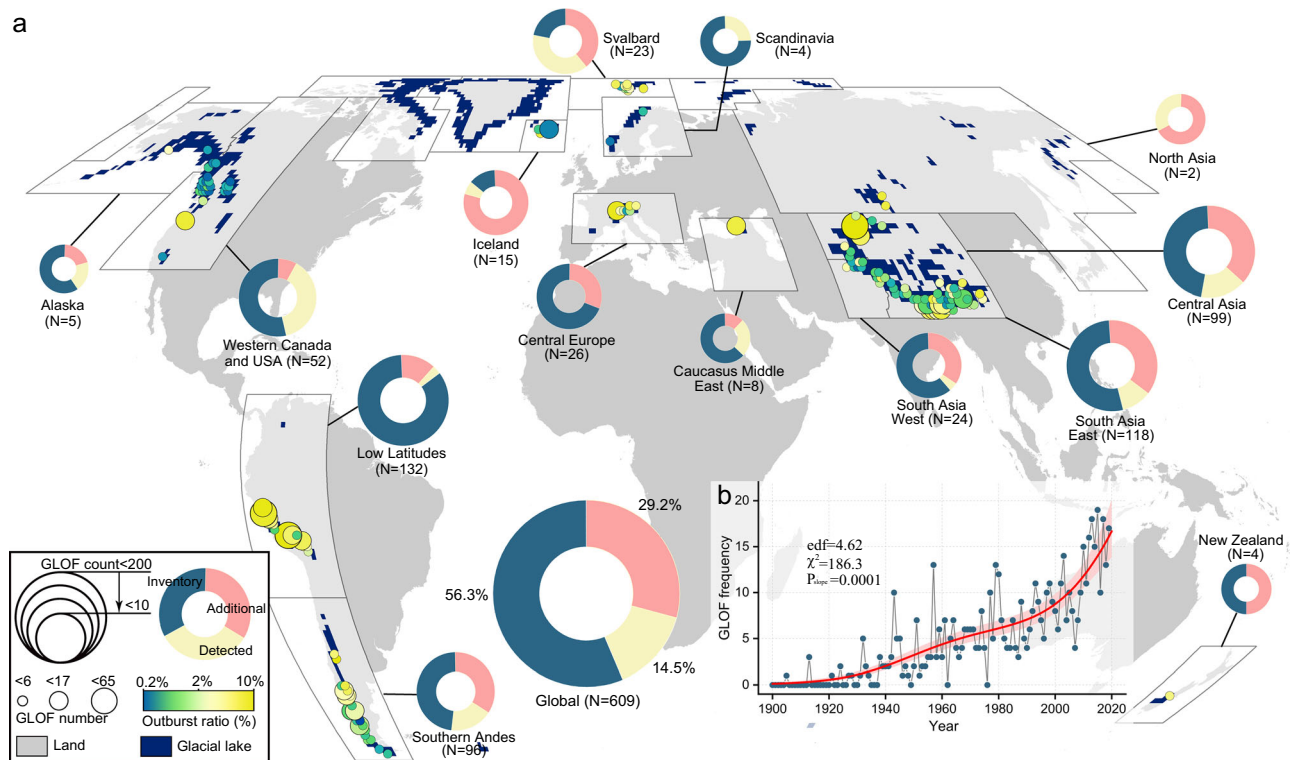 a
Svalbard
(N=23)
Scandinavia
(N=4)
North Asia
(N=2)
Iceland
(N=15)
Alaska
(N=5)
Western Canada
and USA (N=52)
Central Europe
(N=26)
Caucasus Middle
East (N=8)
Central Asia
(N=99)
South Asia
West (N=24)
South Asia
East (N=118)
Low Latitudes
(N=132)
29.2%
56.3%
14.5%
Global (N=609)
Southern Andes
(N=96)
New Zealand
(N=4)
GLOF count<200
<10
Inventory
Additional
Detected
<6
<17
<65
GLOF number
0.2%
2%
10%
Outburst ratio (%)
Land
Glacial lake
b
GLOF frequency
20
15
10
5
0
edf=4.62
χ²=186.3
Pslope=0.0001
1900
1920
1940
1960
1980
2000
2020
Year